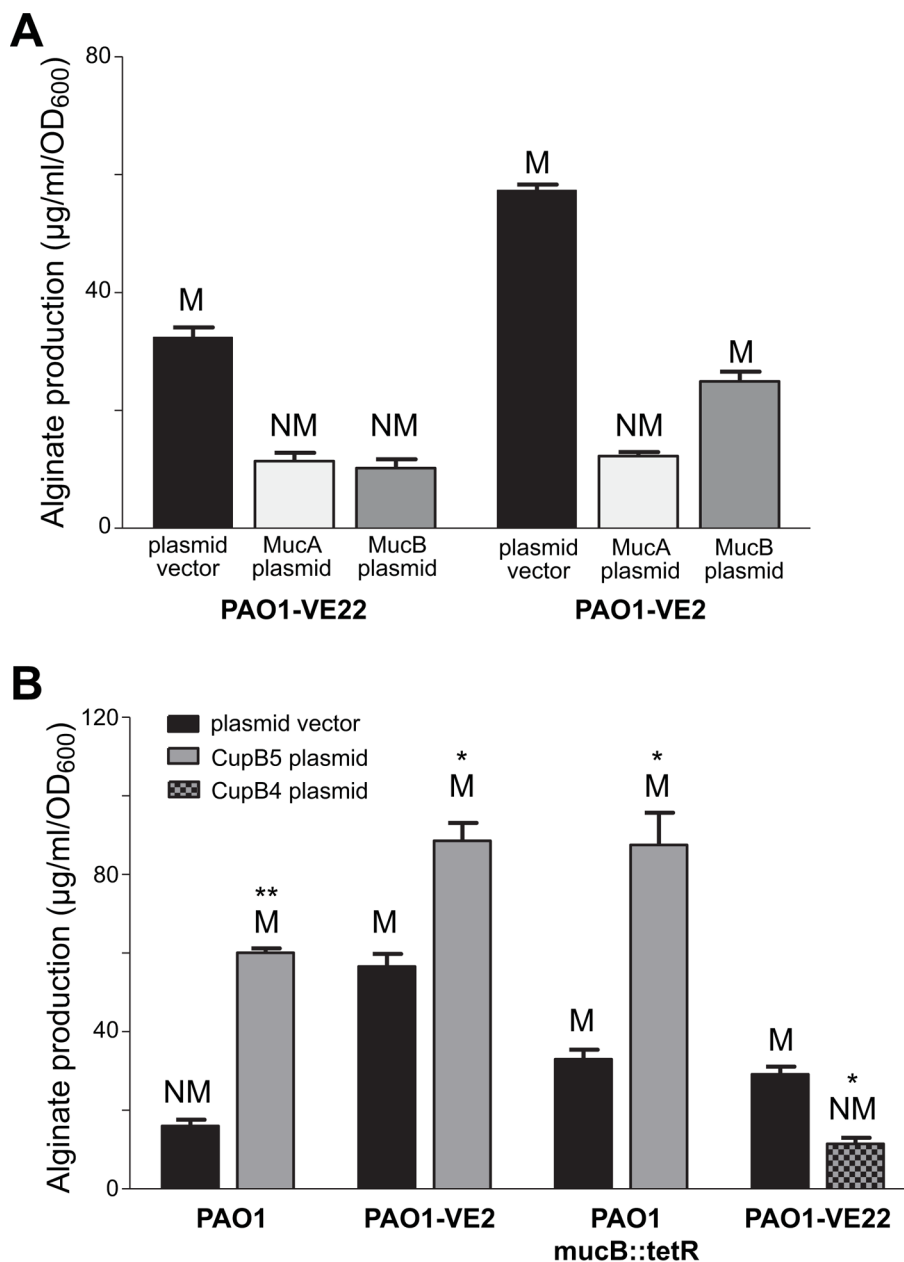 A
Alginate production (µg/ml/OD600)
80
40
0
M
NM
NM
M
NM
M
plasmid vector
MucA plasmid
MucB plasmid
plasmid vector
MucA plasmid
MucB plasmid
PAO1-VE22
PAO1-VE2
B
Alginate production (µg/ml/OD600)
120
80
40
0
plasmid vector
CupB5 plasmid
CupB4 plasmid
NM
**
M
M
*
M
M
*
M
M
*
NM
PAO1
PAO1-VE2
PAO1
mucB::tetR
PAO1-VE22